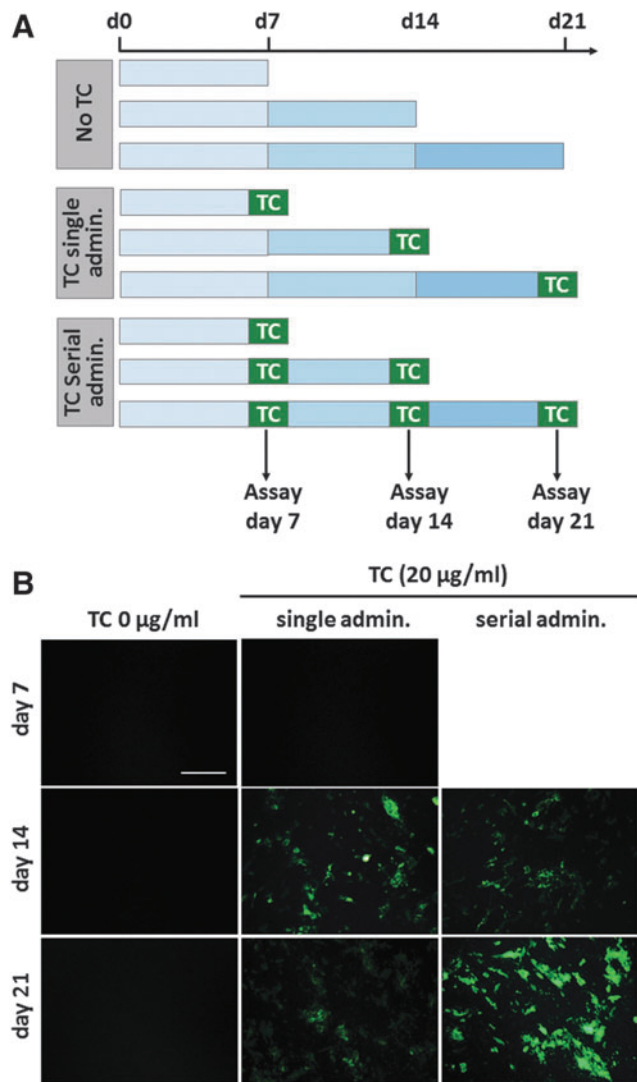 A
d0 d7 d14 d21
No TC
TC single
admin.
TC
TC
TC
TC Serial
admin.
TC
TC TC
TC TC TC
Assay Assay Assay
day 7 day 14 day 21
B
TC (20 µg/ml)
TC 0 µg/ml single admin. serial admin.
day 7
day 14
day 21